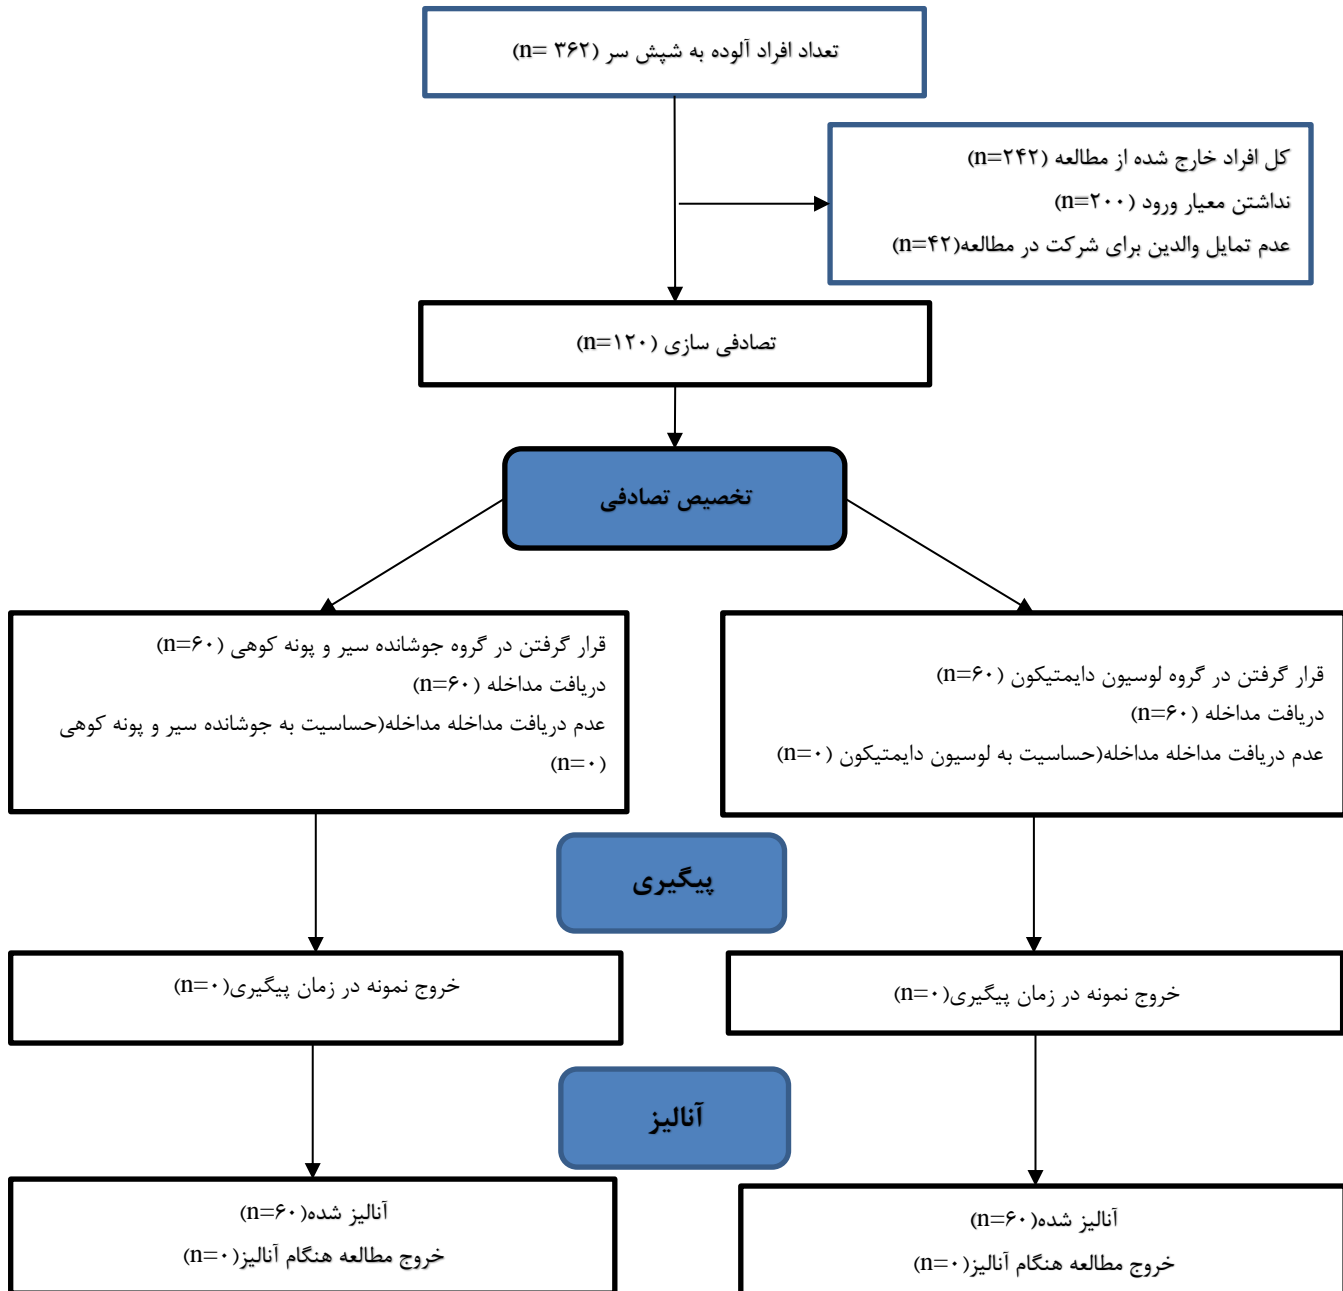 تعداد افراد آلوده به شپش سر (n= ۳۶۲)
کل افراد خارج شده از مطالعه (n=۲۴۲)
نداشتن معیار ورود (n=۲۰۰)
عدم تمایل والدین برای شرکت در مطالعه(n=۴۲)
تصادفی سازی (n=۱۲۰)
تخصیص تصادفی
قرار گرفتن در گروه لوسیون دایمتیکون (n=۶۰)
دریافت مداخله (n=۶۰)
عدم دریافت مداخله مداخله(حساسیت به لوسیون دایمتیکون (n=۰)
قرار گرفتن در گروه جوشانده سیر و پونه کوهی (n=۶۰)
دریافت مداخله (n=۶۰)
عدم دریافت مداخله مداخله(حساسیت به جوشانده سیر و پونه کوهی
(n=۰)
پیگیری
خروج نمونه در زمان پیگیری(n=۰)
خروج نمونه در زمان پیگیری(n=۰)
آنالیز
آنالیز شده(n=۶۰)
خروج مطالعه هنگام آنالیز(n=۰)
آنالیز شده(n=۶۰)
خروج مطالعه هنگام آنالیز(n=۰)